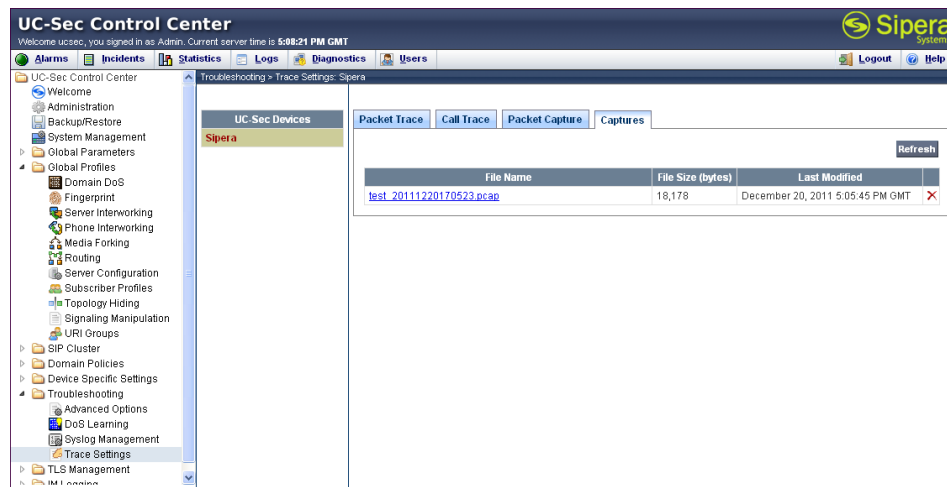 UC-Sec Control Center
Welcome ucsec, you signed in as Admin. Current server time is 5:08:21 PM GMT
Sipera
System
Alarms Incidents Statistics Logs Diagnostics Users Logout Help
UC-Sec Control Center
Welcome
Administration
Backup/Restore
System Management
Global Parameters
Global Profiles
Domain DoS
Fingerprint
Server Interworking
Phone Interworking
Media Forking
Routing
Server Configuration
Subscriber Profiles
Topology Hiding
Signaling Manipulation
URI Groups
SIP Cluster
Domain Policies
Device Specific Settings
Troubleshooting
Advanced Options
DoS Learning
Syslog Management
Trace Settings
TLS Management
IM Logging
Troubleshooting > Trace Settings: Sipera
UC-Sec Devices
Sipera
Packet Trace Call Trace Packet Capture Captures
Refresh
File Name File Size (bytes) Last Modified
test_20111220170523.pcap 18,178 December 20, 2011 5:05:45 PM GMT